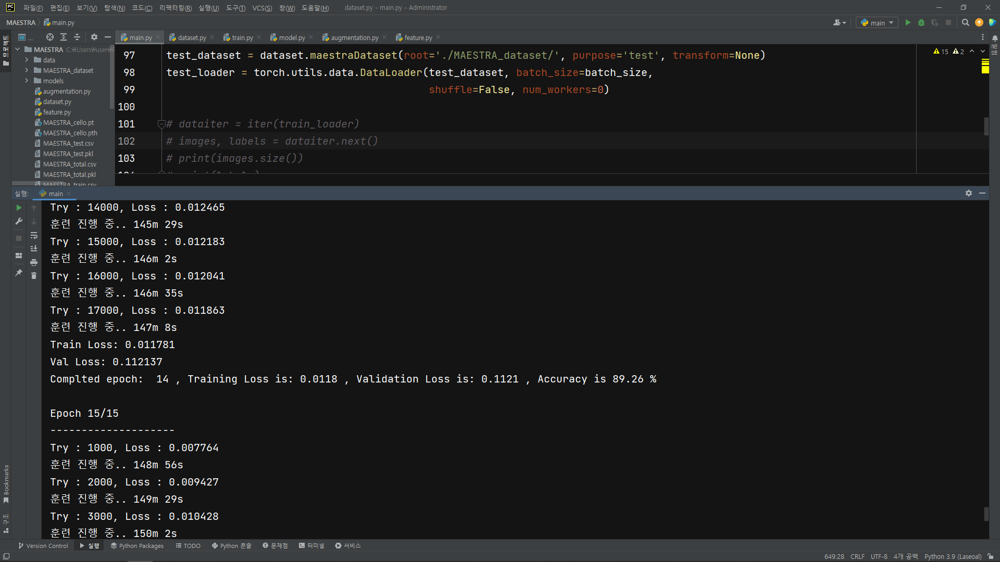 PC 파일(F) 편집(E) 보기(V) 탐색(N) 코드(C) 리팩터링(R) 실행(U) 도구(T) VCS(S) 창(W) 도움말(H) dataset.py - main.py - Administrator
MAESTRA main.py
main
프로젝트
...
main.py dataset.py train.py model.py augmentation.py feature.py
알림
MAESTRA C:₩Users₩user₩
data
MAESTRA_dataset
models
augmentation.py
dataset.py
feature.py
MAESTRA_cello.pt
MAESTRA_cello.pth
MAESTRA_test.csv
MAESTRA_test.pkl
MAESTRA_total.csv
MAESTRA_total.pkl
MAESTRA_train.csv
15 2
97 test_dataset = dataset.maestraDataset(root='./MAESTRA_dataset/', purpose='test', transform=None)
98 test_loader = torch.utils.data.DataLoader(test_dataset, batch_size=batch_size,
99 shuffle=False, num_workers=0)
100
101 # dataiter = iter(train_loader)
102 # images, labels = dataiter.next()
103 # print(images.size())
실행: main
Try : 14000, Loss : 0.012465
훈련 진행 중.. 145m 29s
Try : 15000, Loss : 0.012183
훈련 진행 중.. 146m 2s
Try : 16000, Loss : 0.012041
훈련 진행 중.. 146m 35s
Try : 17000, Loss : 0.011863
훈련 진행 중.. 147m 8s
Train Loss: 0.011781
Val Loss: 0.112137
Complted epoch:  14 , Training Loss is: 0.0118 , Validation Loss is: 0.1121 , Accuracy is 89.26 %
Epoch 15/15
--------------------
Try : 1000, Loss : 0.007764
훈련 진행 중.. 148m 56s
Try : 2000, Loss : 0.009427
훈련 진행 중.. 149m 29s
Try : 3000, Loss : 0.010428
훈련 진행 중.. 150m 2s
Bookmarks
구조
Version Control 실행 Python Packages TODO Python 콘솔 문제점 터미널 서비스
649:28 CRLF UTF-8 4개 공백 Python 3.9 (Laseoal)